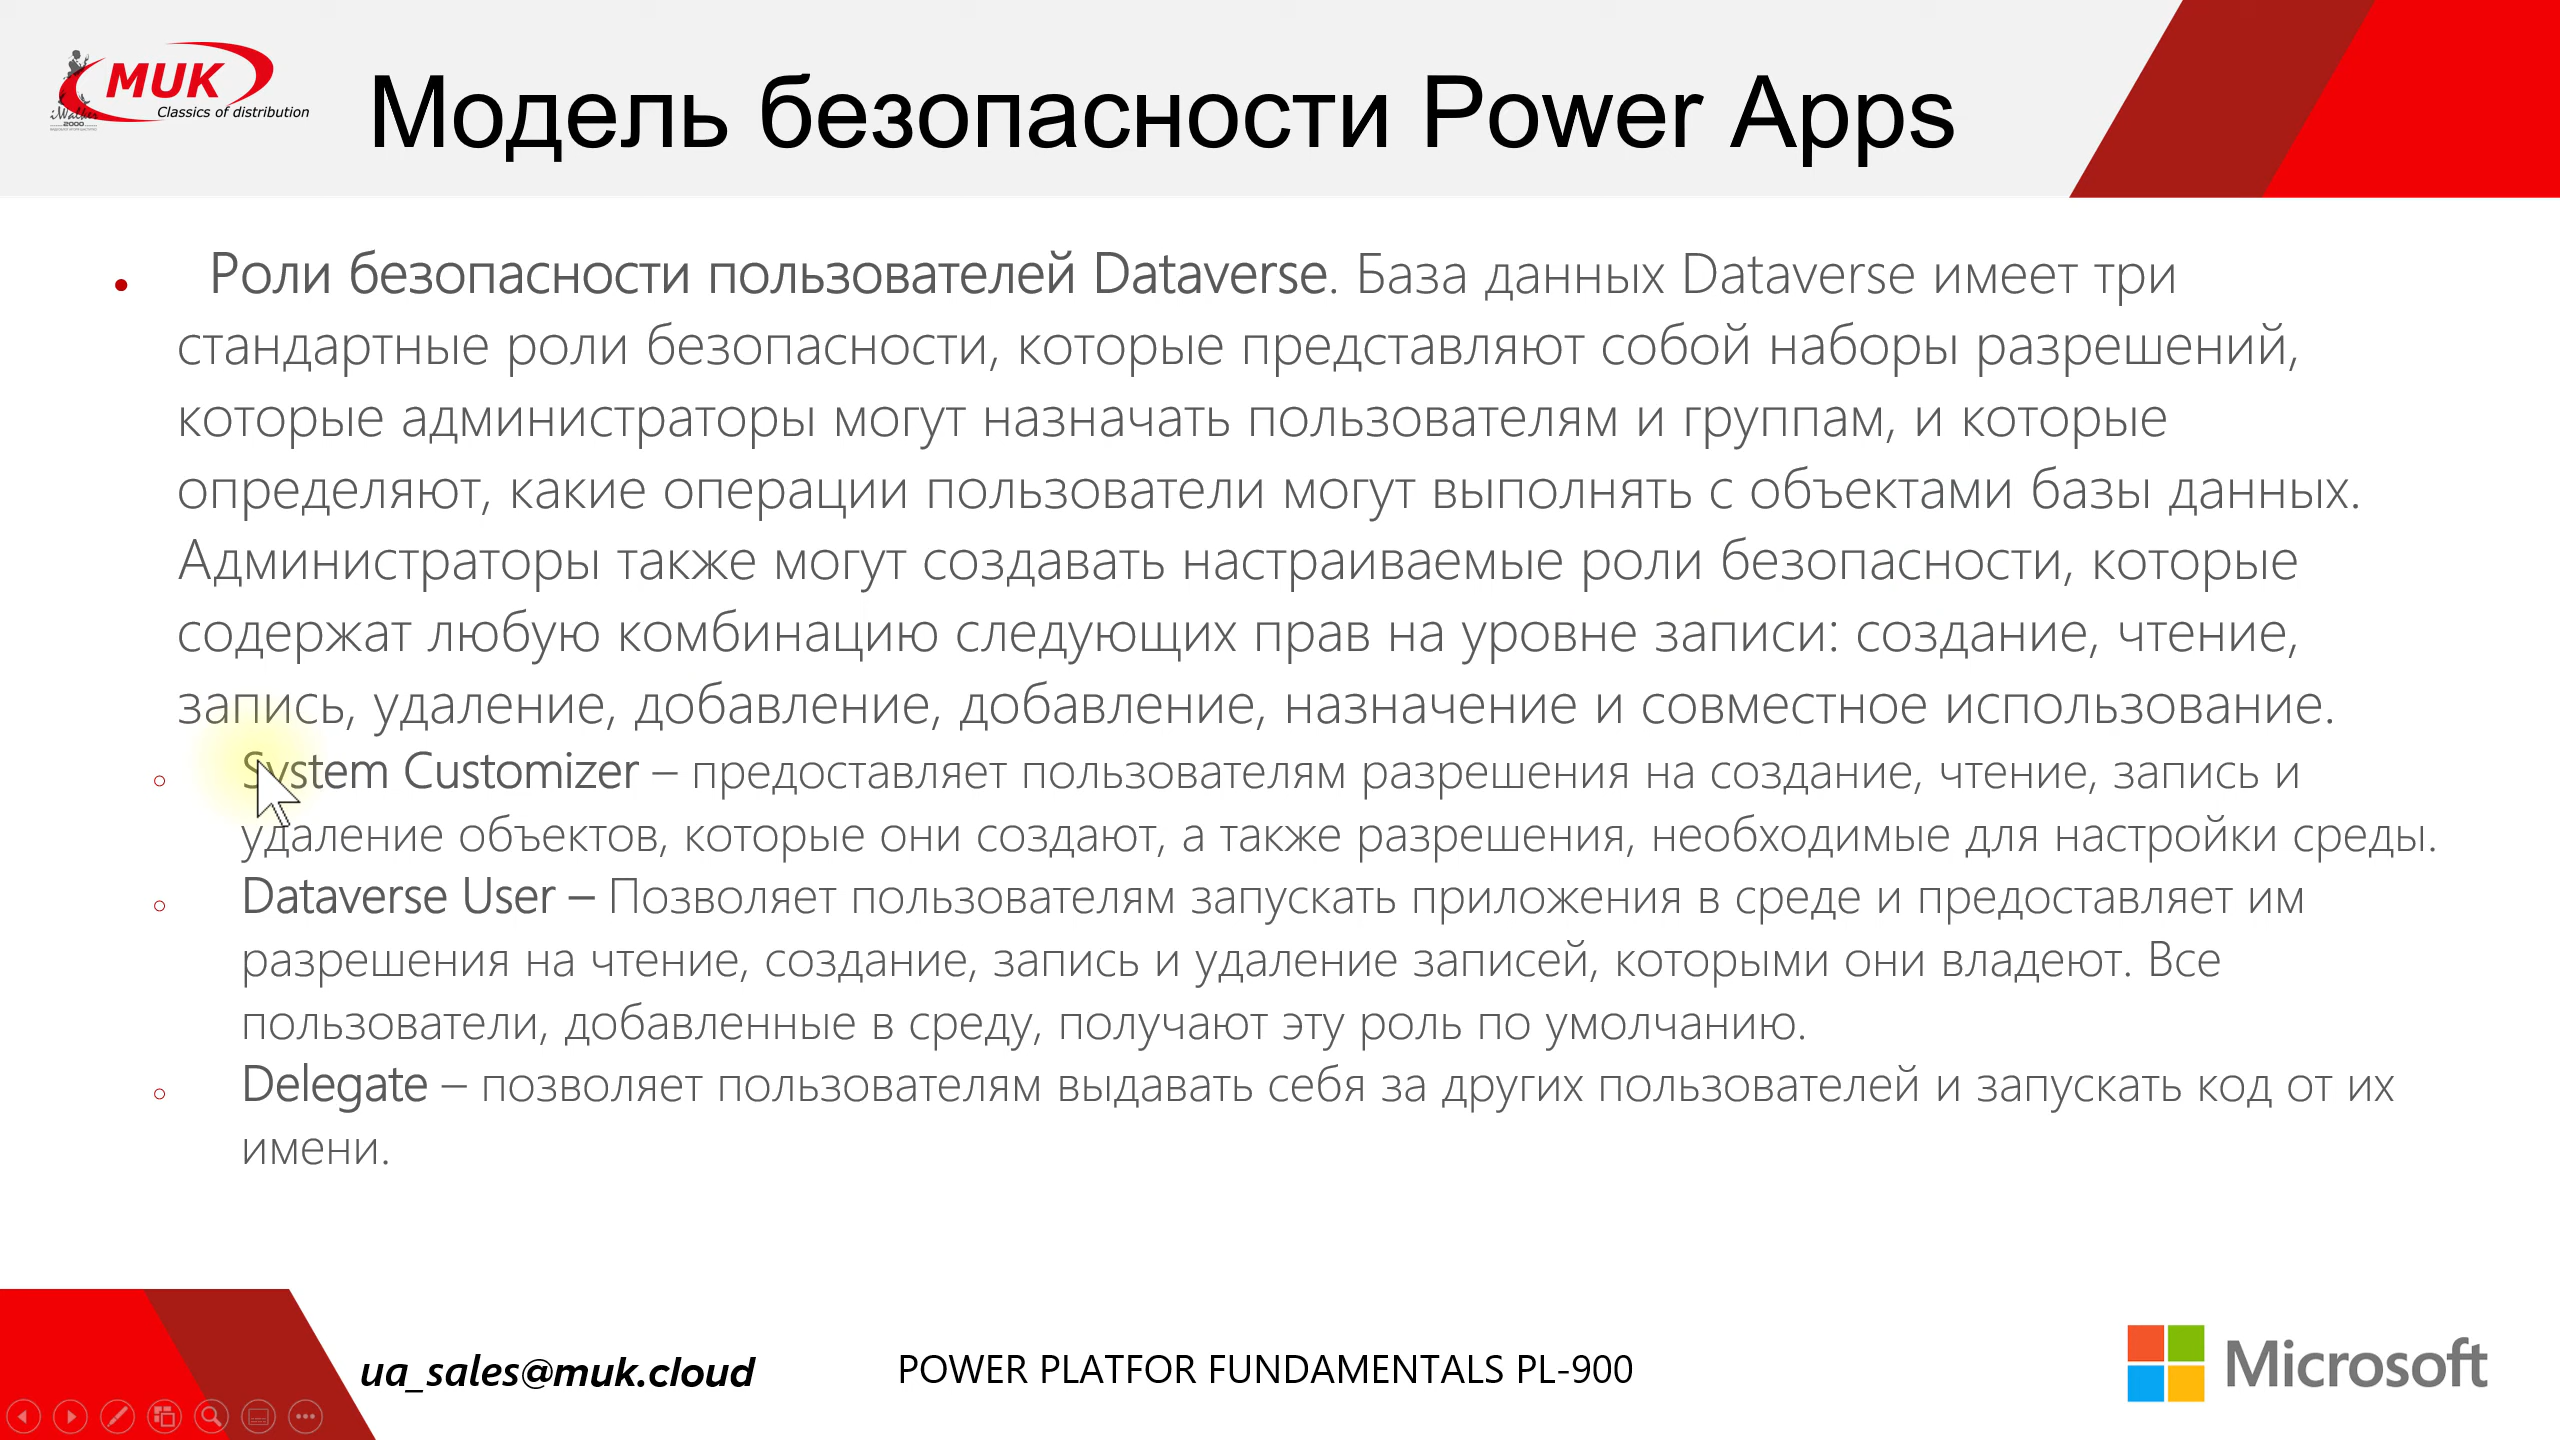 MUK
Classics of distribution
iWalker
2000
Модель безопасности Power Apps
Роли безопасности пользователей Dataverse. База данных Dataverse имеет три
стандартные роли безопасности, которые представляют собой наборы разрешений,
которые администраторы могут назначать пользователям и группам, и которые
определяют, какие операции пользователи могут выполнять с объектами базы данных.
Администраторы также могут создавать настраиваемые роли безопасности, которые
содержат любую комбинацию следующих прав на уровне записи: создание, чтение,
запись, удаление, добавление, добавление, назначение и совместное использование.
System Customizer – предоставляет пользователям разрешения на создание, чтение, запись и
удаление объектов, которые они создают, а также разрешения, необходимые для настройки среды.
Dataverse User – Позволяет пользователям запускать приложения в среде и предоставляет им
разрешения на чтение, создание, запись и удаление записей, которыми они владеют. Все
пользователи, добавленные в среду, получают эту роль по умолчанию.
Delegate – позволяет пользователям выдавать себя за других пользователей и запускать код от их
имени.
ua_sales@muk.cloud
POWER PLATFOR FUNDAMENTALS PL-900
Microsoft